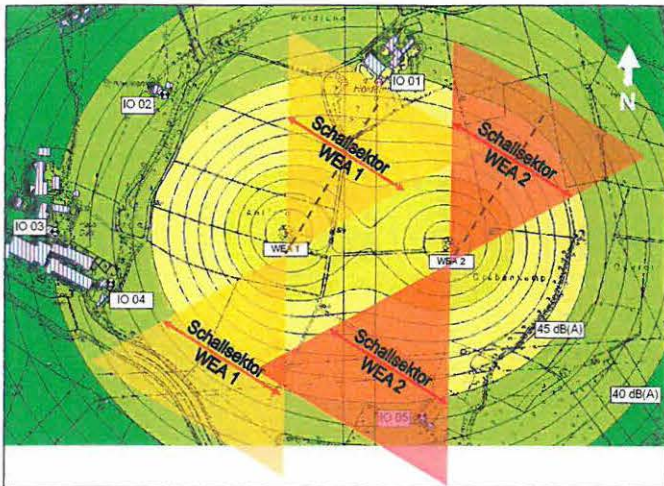 IO 01
N
IO 02
Schallsektor
WEA 1
Schallsektor
WEA 2
IO 03
WEA 1
WEA 2
IO 04
Schallsektor
WEA 1
Schallsektor
WEA 2
45 dB(A)
40 dB(A)
IO 05